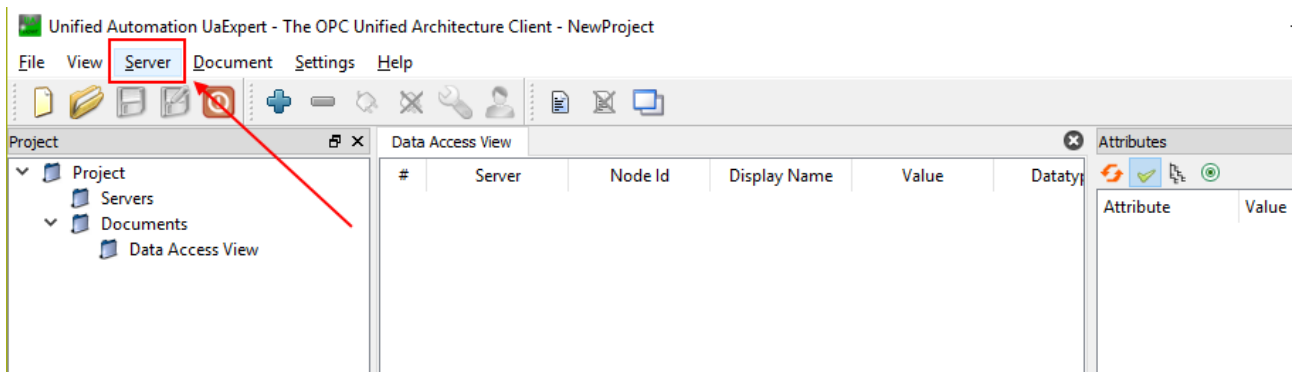 Unified Automation UaExpert - The OPC Unified Architecture Client - NewProject
File View Server Document Settings Help
Project
Data Access View
Attributes
Project
Servers
Documents
Data Access View
# Server Node Id Display Name Value Datatyp
Attribute Value